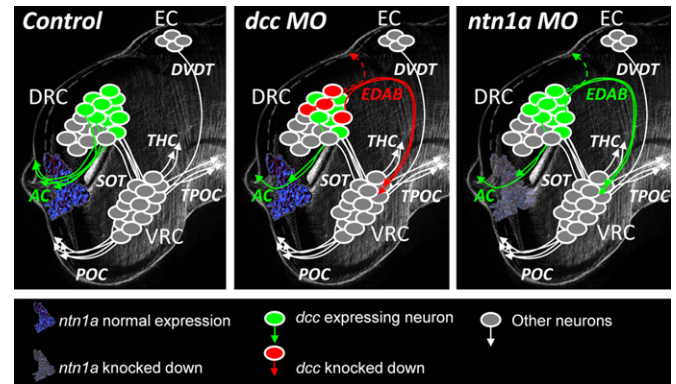 Control
EC
DVDT
DRC
THC
AC
SOT
TPOC
VRC
POC
dcc MO
EC
DVDT
DRC
EDAB
THC
AC
SOT
TPOC
VRC
POC
ntn1a MO
EC
DVDT
DRC
EDAB
THC
AC
SOT
TPOC
VRC
POC
ntn1a normal expression
dcc expressing neuron
Other neurons
ntn1a knocked down
dcc knocked down